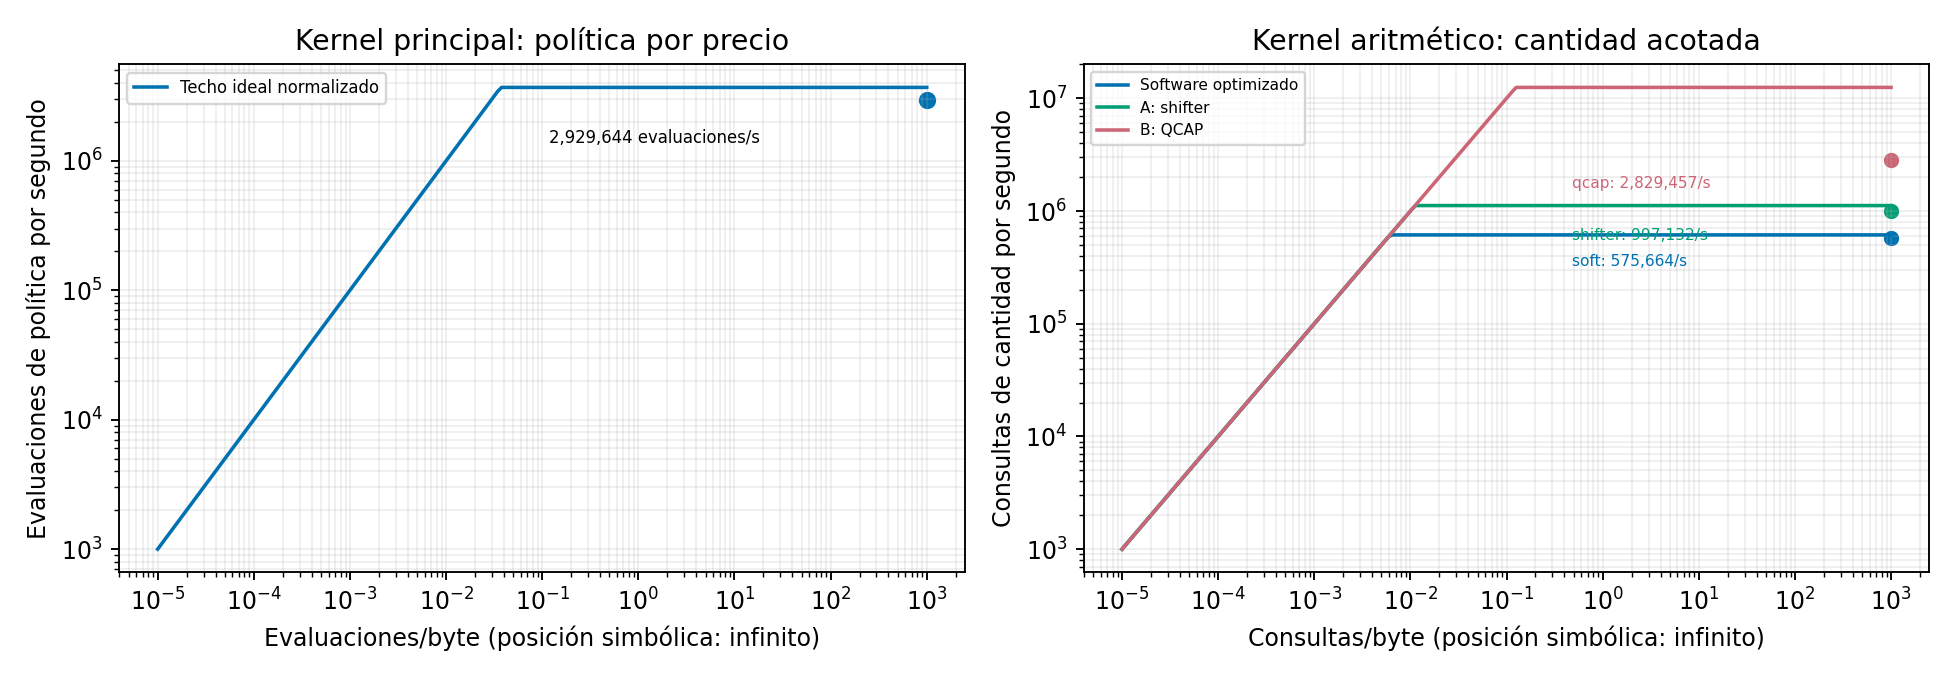 Kernel principal: política por precio
Evaluaciones de política por segundo
10^6
10^5
10^4
10^3
Techo ideal normalizado
2,929,644 evaluaciones/s
10^-5 10^-4 10^-3 10^-2 10^-1 10^0 10^1 10^2 10^3
Evaluaciones/byte (posición simbólica: infinito)
Kernel aritmético: cantidad acotada
Consultas de cantidad por segundo
10^7
10^6
10^5
10^4
10^3
Software optimizado
A: shifter
B: QCAP
qcap: 2,829,457/s
shifter: 997,132/s
soft: 575,664/s
10^-5 10^-4 10^-3 10^-2 10^-1 10^0 10^1 10^2 10^3
Consultas/byte (posición simbólica: infinito)